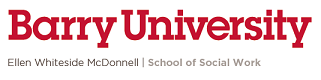 Barry University
Ellen Whiteside McDonnell | School of Social Work